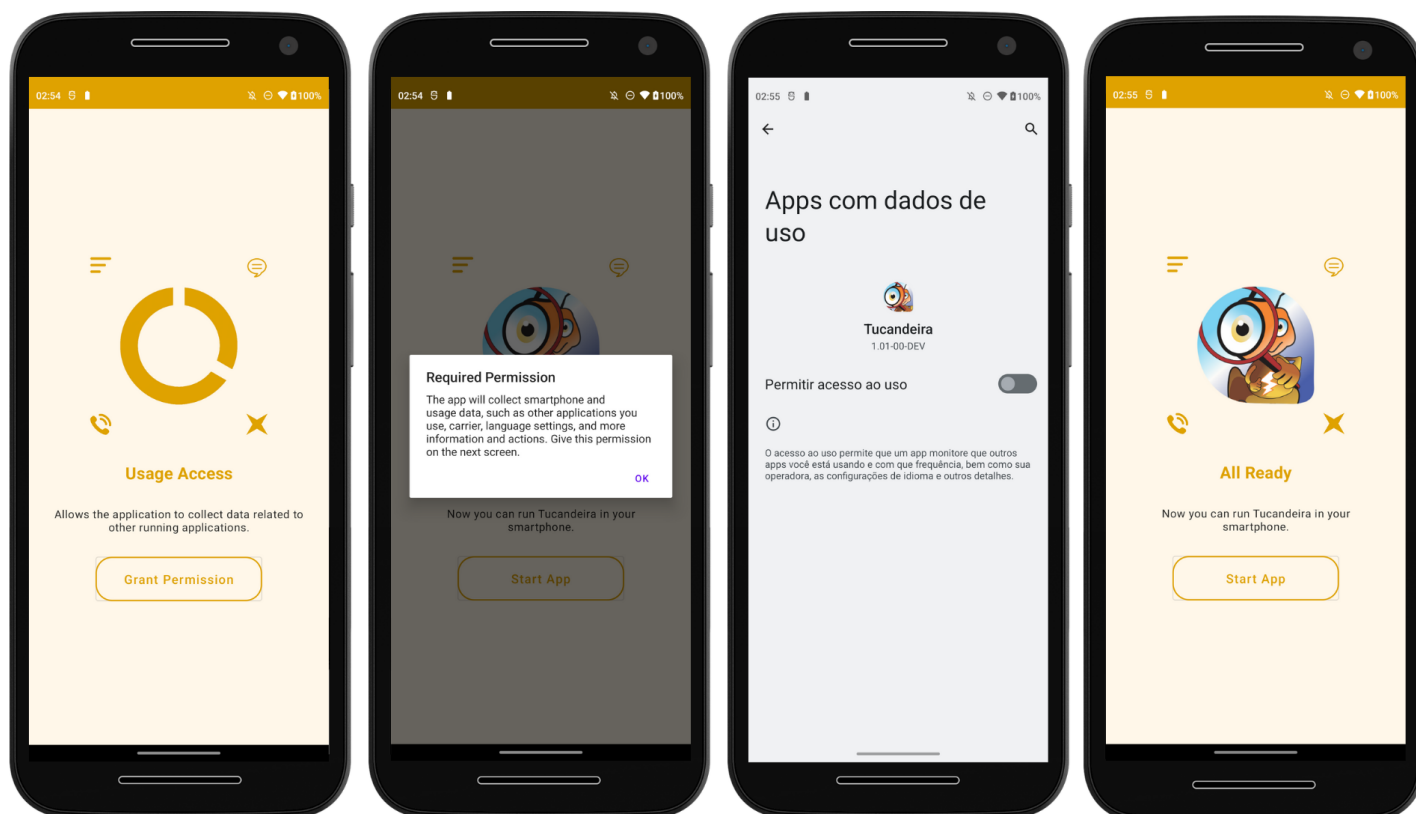 02:54
100%
Usage Access
Allows the application to collect data related to
other running applications.
Grant Permission
02:54
100%
Required Permission
The app will collect smartphone and
usage data, such as other applications you
use, carrier, language settings, and more
information and actions. Give this permission
on the next screen.
OK
Now you can run Tucandeira in your
smartphone.
Start App
02:55
100%
Apps com dados de
uso
Tucandeira
1.01-00-DEV
Permitir acesso ao uso
O acesso ao uso permite que um app monitore que outros
apps você está usando e com que frequência, bem como sua
operadora, as configurações de idioma e outros detalhes.
02:55
100%
All Ready
Now you can run Tucandeira in your
smartphone.
Start App